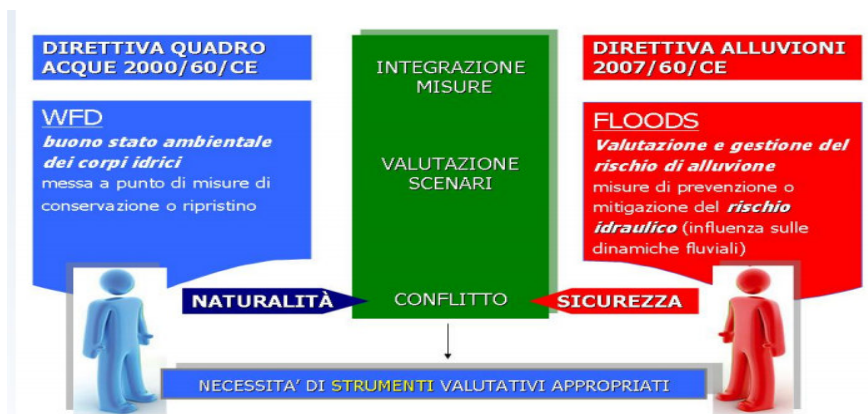 DIRETTIVA QUADRO
ACQUE 2000/60/CE
WFD
buono stato ambientale
dei corpi idrici
messa a punto di misure di
conservazione o ripristino
INTEGRAZIONE
MISURE
VALUTAZIONE
SCENARI
DIRETTIVA ALLUVIONI
2007/60/CE
FLOODS
Valutazione e gestione del
rischio di alluvione
misure di prevenzione o
mitigazione del rischio
idraulico (influenza sulle
dinamiche fluviali)
NATURALITÀ
CONFLITTO
SICUREZZA
NECESSITA' DI STRUMENTI VALUTATIVI APPROPRIATI